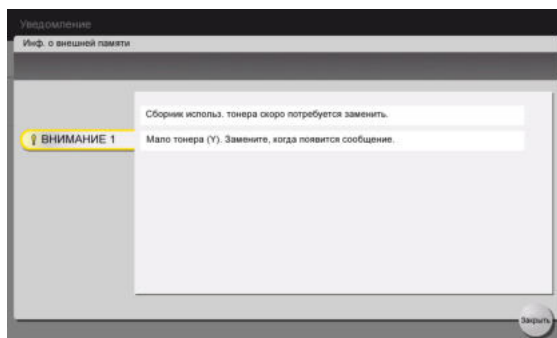 Уведомление
Инф. о внешней памяти
Сборник использ. тонера скоро потребуется заменить.
ВНИМАНИЕ 1
Мало тонера (Y). Замените, когда появится сообщение.
Закрыть